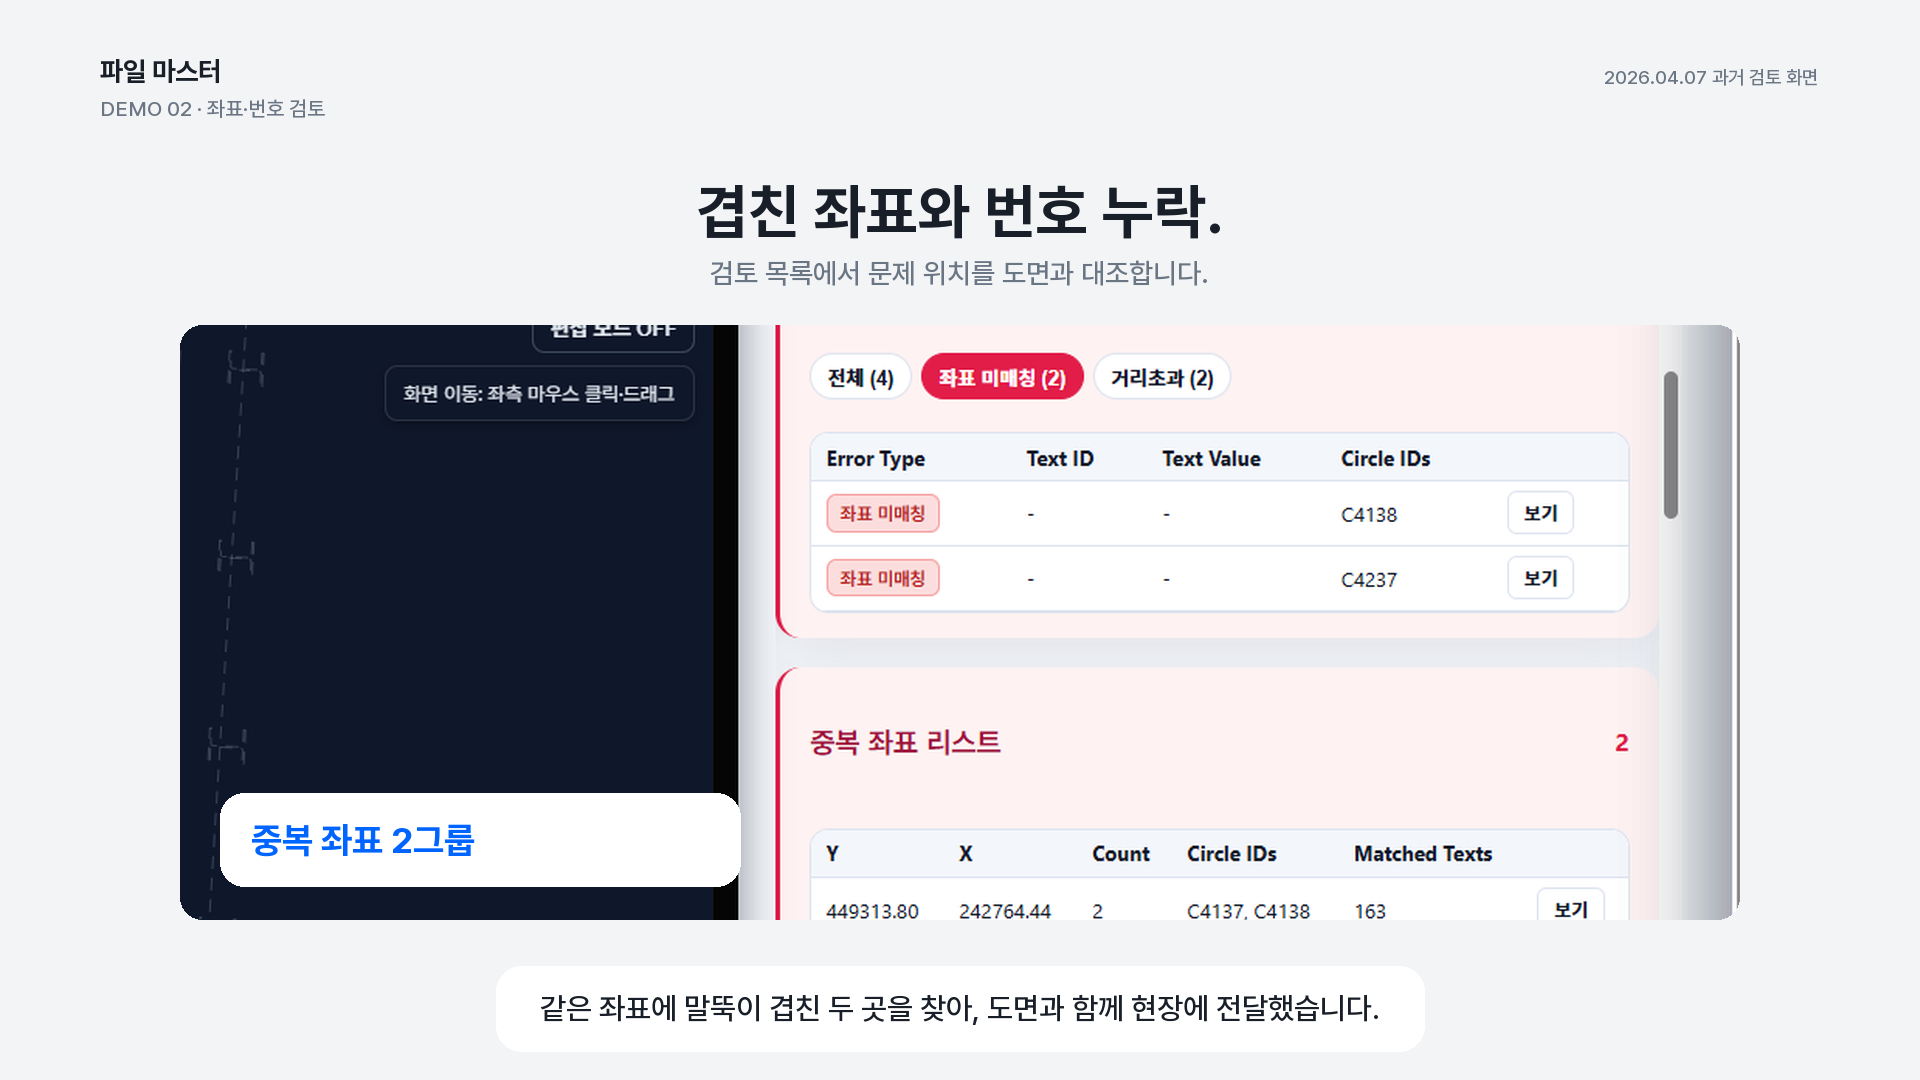 파일 마스터
DEMO 02 · 좌표·번호 검토
2026.04.07 과거 검토 화면
겹친 좌표와 번호 누락.
검토 목록에서 문제 위치를 도면과 대조합니다.
편집 모드 OFF
화면 이동: 좌측 마우스 클릭·드래그
전체 (4) 좌표 미매칭 (2) 거리초과 (2)
Error Type Text ID Text Value Circle IDs
좌표 미매칭 - - C4138 보기
좌표 미매칭 - - C4237 보기
중복 좌표 리스트 2
중복 좌표 2그룹
Y X Count Circle IDs Matched Texts
449313.80 242764.44 2 C4137, C4138 163 보기
같은 좌표에 말뚝이 겹친 두 곳을 찾아, 도면과 함께 현장에 전달했습니다.